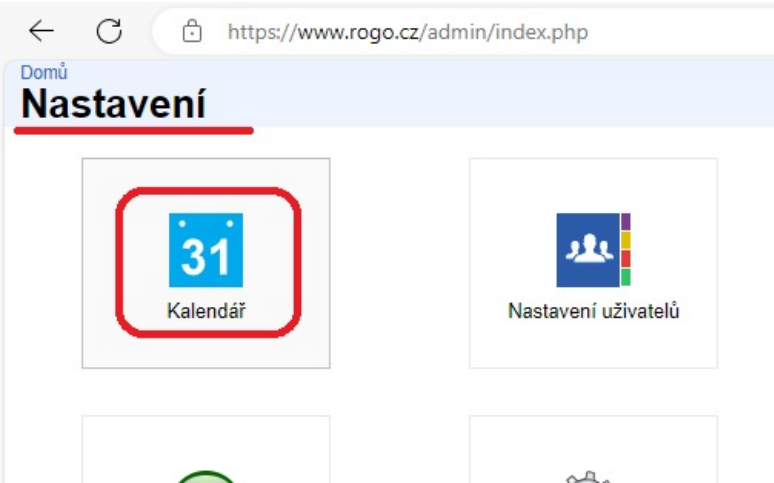 https://www.rogo.cz/admin/index.php
Domů
Nastavení
31
Kalendář
Nastavení uživatelů